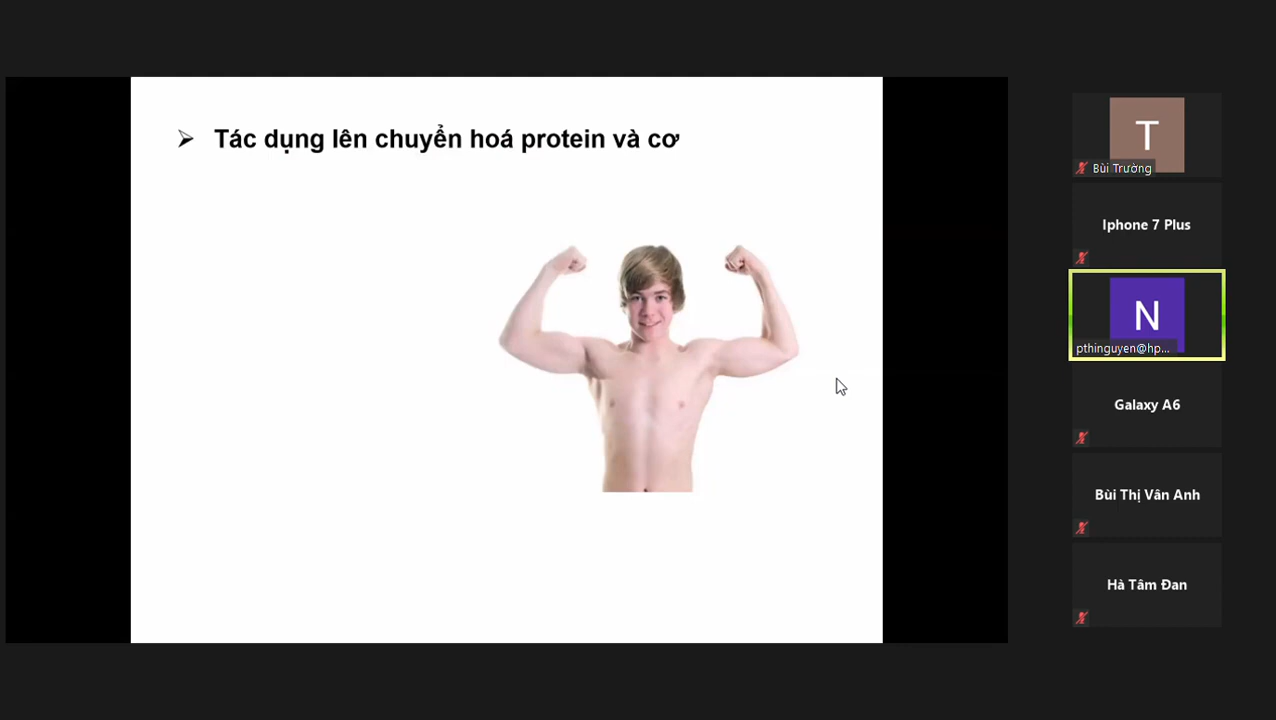 Tác dụng lên chuyển hoá protein và cơ
T
Bùi Trường
Iphone 7 Plus
N
pthinguyen@hp...
Galaxy A6
Bùi Thị Vân Anh
Hà Tâm Đan